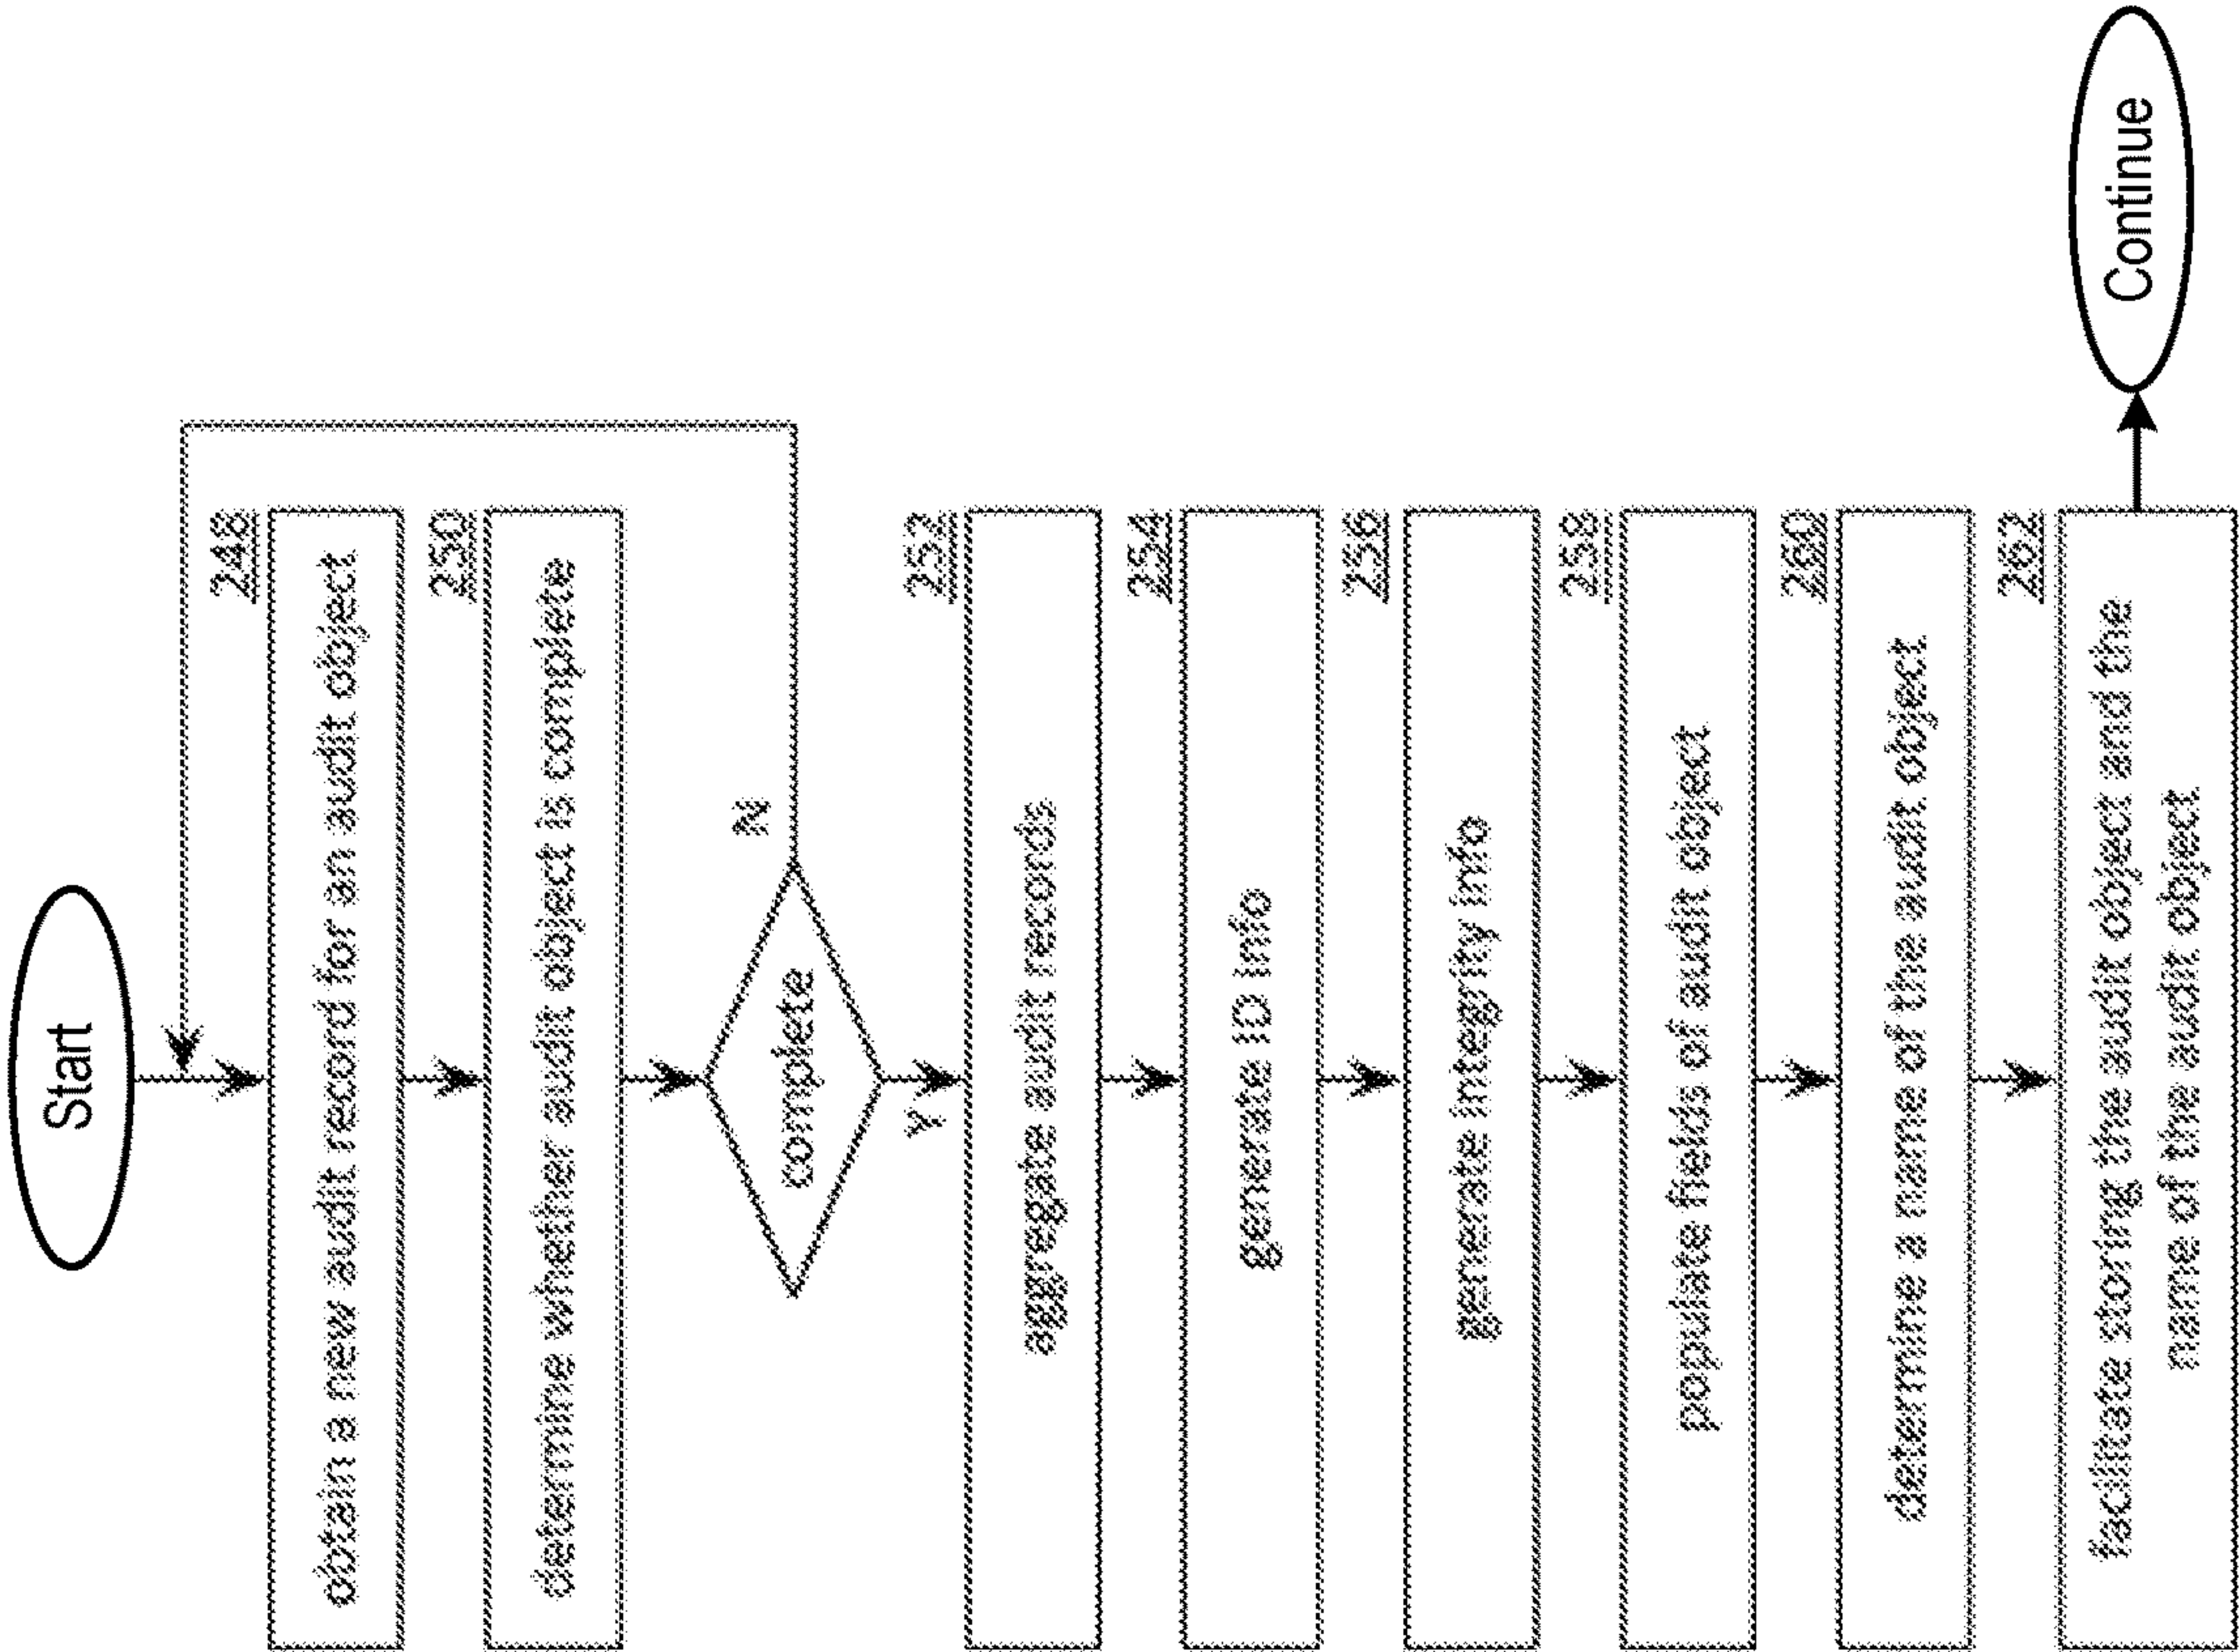 Start
248
obtain a new audit record for an audit object
250
determine whether audit object is complete
complete
N
Y
252
aggregate audit records
254
generate ID info
256
generate integrity info
258
populate fields of audit object
260
determine a name of the audit object
262
facilitate storing the audit object and the
name of the audit object
Continue